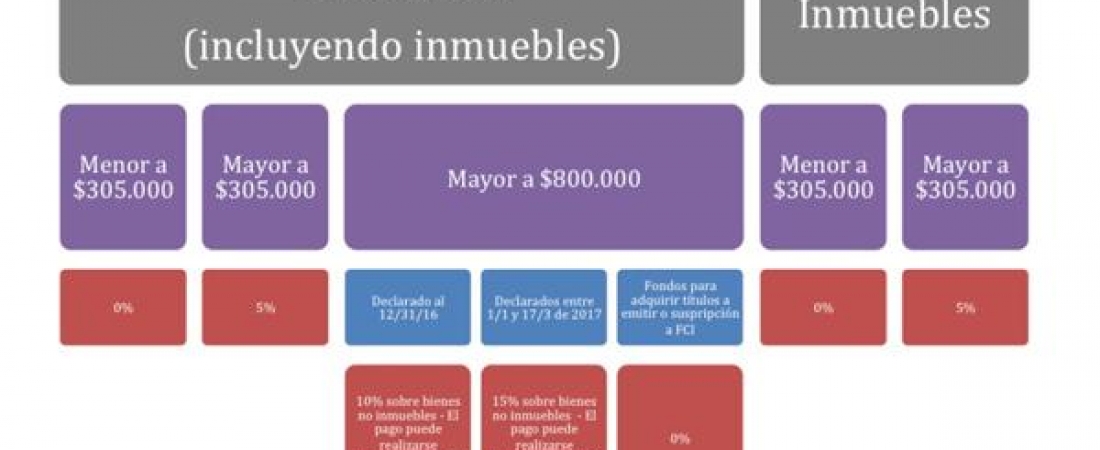 (incluyendo inmuebles)
Inmuebles
Menor a
$305.000
Mayor a
$305.000
Mayor a $800.000
Menor a
$305.000
Mayor a
$305.000
0%
5%
Declarado al
12/31/16
Declarados entre
1/1 y 17/3 de 2017
Fondos para
adquirir títulos a
emitir o suspripción
a FCI
0%
5%
10% sobre bienes
no inmuebles - El
pago puede
realizarse
15% sobre bienes
no inmuebles - El
pago puede
realizarse
0%